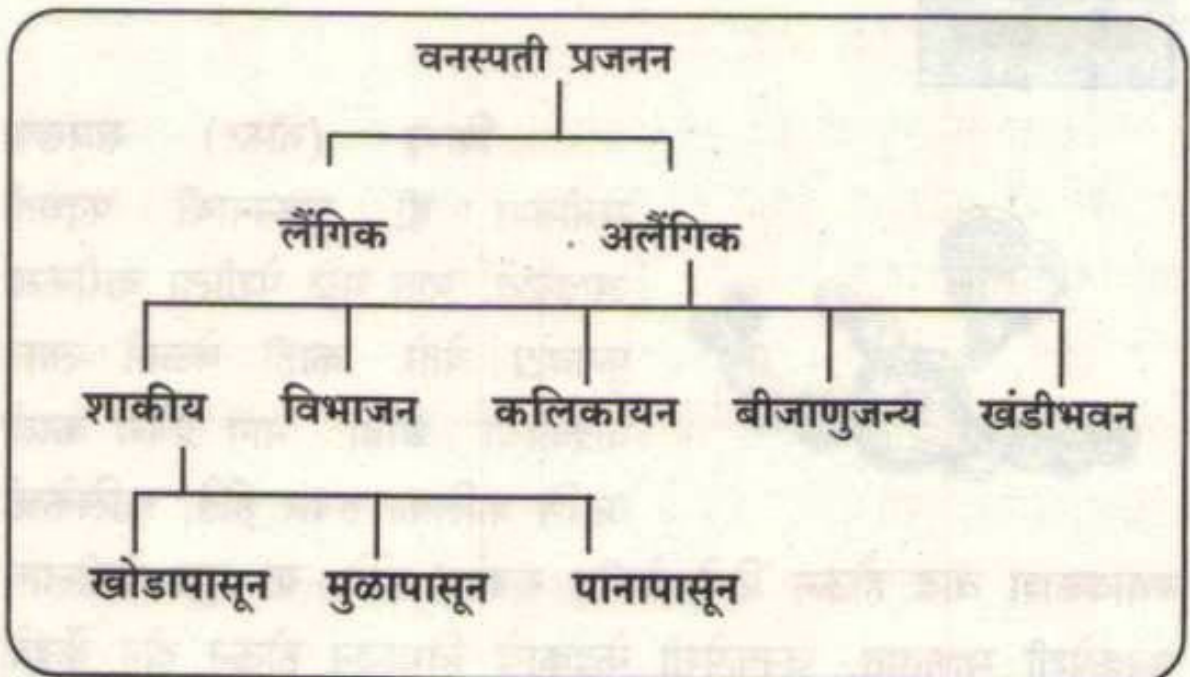 वनस्पती प्रजनन
लैंगिक अलैंगिक
शाकीय विभाजन कलिकायन बीजाणुजन्य खंडीभवन
खोडापासून मुळापासून पानापासून